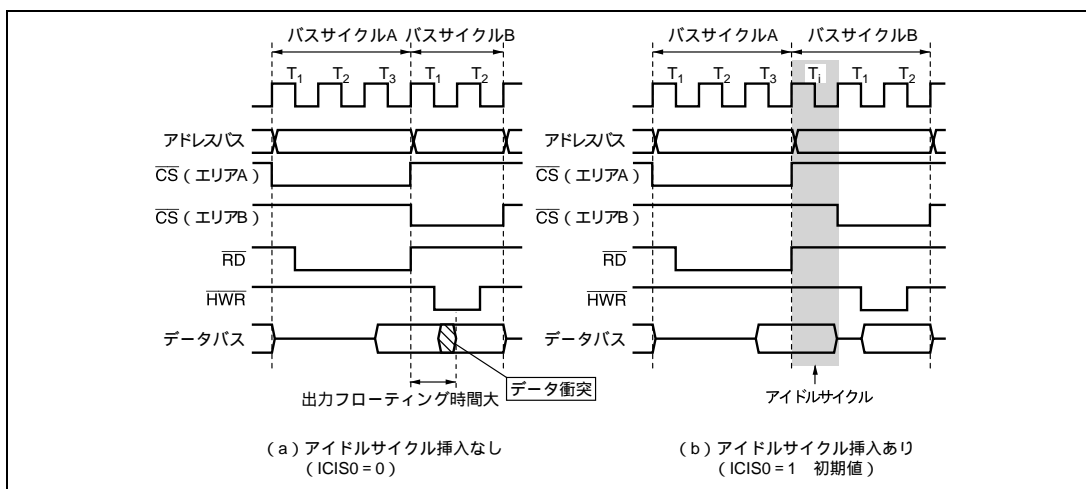 バスサイクルA バスサイクルB
T1 T2 T3 T1 T2
アドレスバス
CS（エリアA）
CS（エリアB）
RD
HWR
データバス
データ衝突
出力フローティング時間大
（a）アイドルサイクル挿入なし
（ICIS0 = 0）
バスサイクルA バスサイクルB
T1 T2 T3 Ti T1 T2
アドレスバス
CS（エリアA）
CS（エリアB）
RD
HWR
データバス
アイドルサイクル
（b）アイドルサイクル挿入あり
（ICIS0 = 1 初期値）